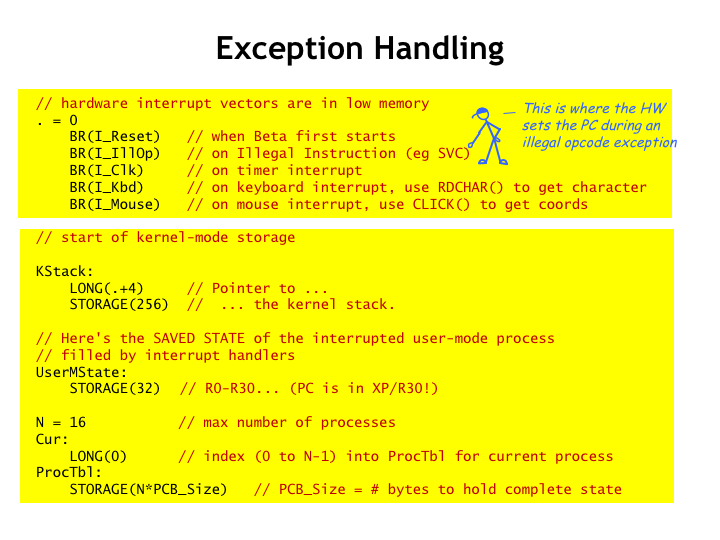 Exception Handling
// hardware interrupt vectors are in low memory
. = 0
BR(I_Reset) // when Beta first starts
BR(I_IllOp) // on Illegal Instruction (eg SVC)
BR(I_Clk) // on timer interrupt
BR(I_Kbd) // on keyboard interrupt, use RDCHAR() to get character
BR(I_Mouse) // on mouse interrupt, use CLICK() to get coords
This is where the HW
sets the PC during an
illegal opcode exception
// start of kernel-mode storage
KStack:
LONG(.+4) // Pointer to ...
STORAGE(256) // ... the kernel stack.
// Here's the SAVED STATE of the interrupted user-mode process
// filled by interrupt handlers
UserMState:
STORAGE(32) // R0-R30... (PC is in XP/R30!)
N = 16 // max number of processes
Cur:
LONG(0) // index (0 to N-1) into ProcTbl for current process
ProcTbl:
STORAGE(N*PCB_Size) // PCB_Size = # bytes to hold complete state